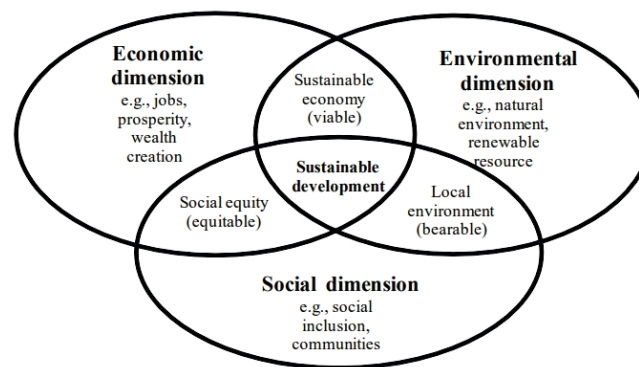 Economic
dimension
e.g., jobs,
prosperity,
wealth
creation
Sustainable
economy
(viable)
Environmental
dimension
e.g., natural
environment,
renewable
resource
Sustainable
development
Social equity
(equitable)
Local
environment
(bearable)
Social dimension
e.g., social
inclusion,
communities